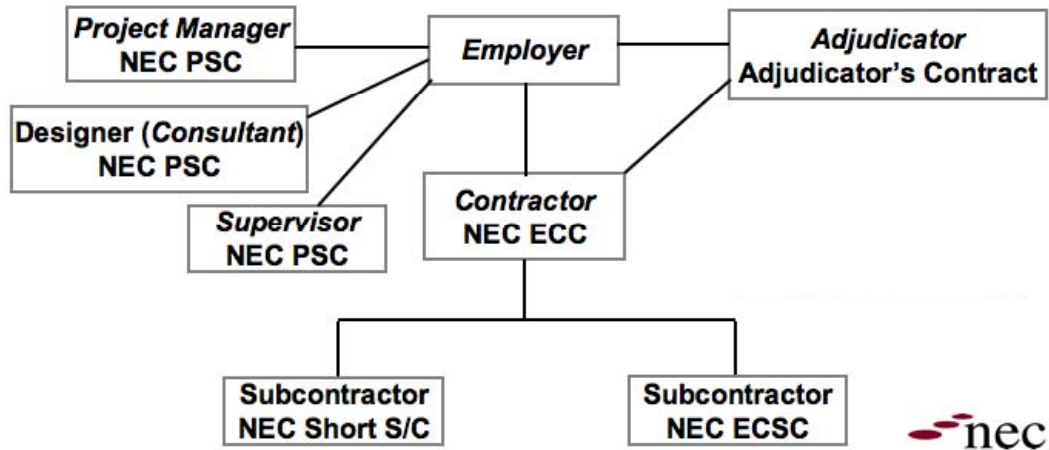 Project Manager
NEC PSC
Employer
Adjudicator
Adjudicator's Contract
Designer (Consultant)
NEC PSC
Supervisor
NEC PSC
Contractor
NEC ECC
Subcontractor
NEC Short S/C
Subcontractor
NEC ECSC
nec